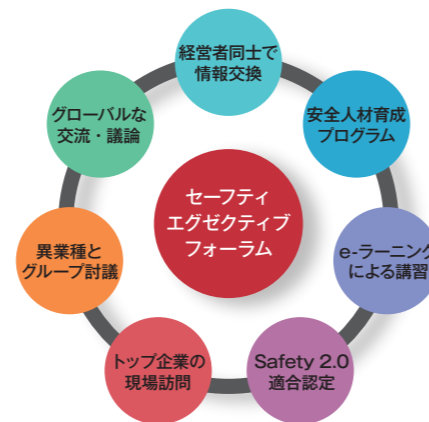 経営者同士で
情報交換
安全人材育成
プログラム
e-ラーニング
による講習
Safety 2.0
適合認定
トップ企業の
現場訪問
異業種と
グループ討議
グローバルな
交流・議論
セーフティ
エグゼクティブ
フォーラム